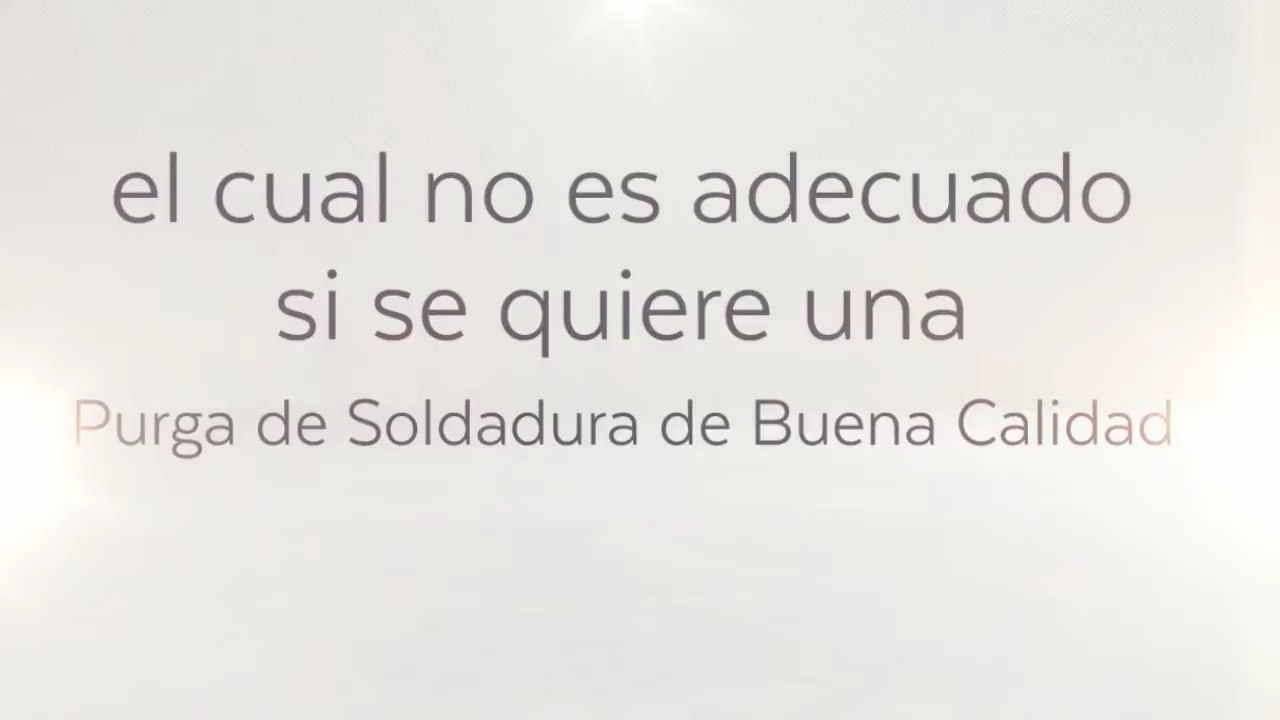 el cual no es adecuado
si se quiere una
Purga de Soldadura de Buena Calidad